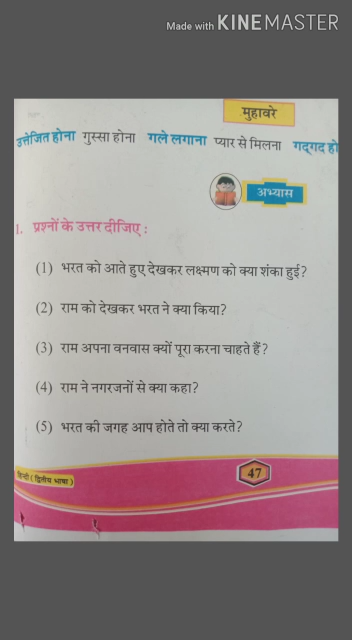 Made with KINEMASTER
मुहावरे
उत्तेजित होना गुस्सा होना गले लगाना प्यार से मिलना गद्‌गद हो
अभ्यास
1. प्रश्नों के उत्तर दीजिए :
(1) भरत को आते हुए देखकर लक्ष्मण को क्या शंका हुई?
(2) राम को देखकर भरत ने क्या किया?
(3) राम अपना वनवास क्यों पूरा करना चाहते हैं?
(4) राम ने नगरजनों से क्या कहा?
(5) भरत की जगह आप होते तो क्या करते?
हिन्दी ( द्वितीय भाषा )
47